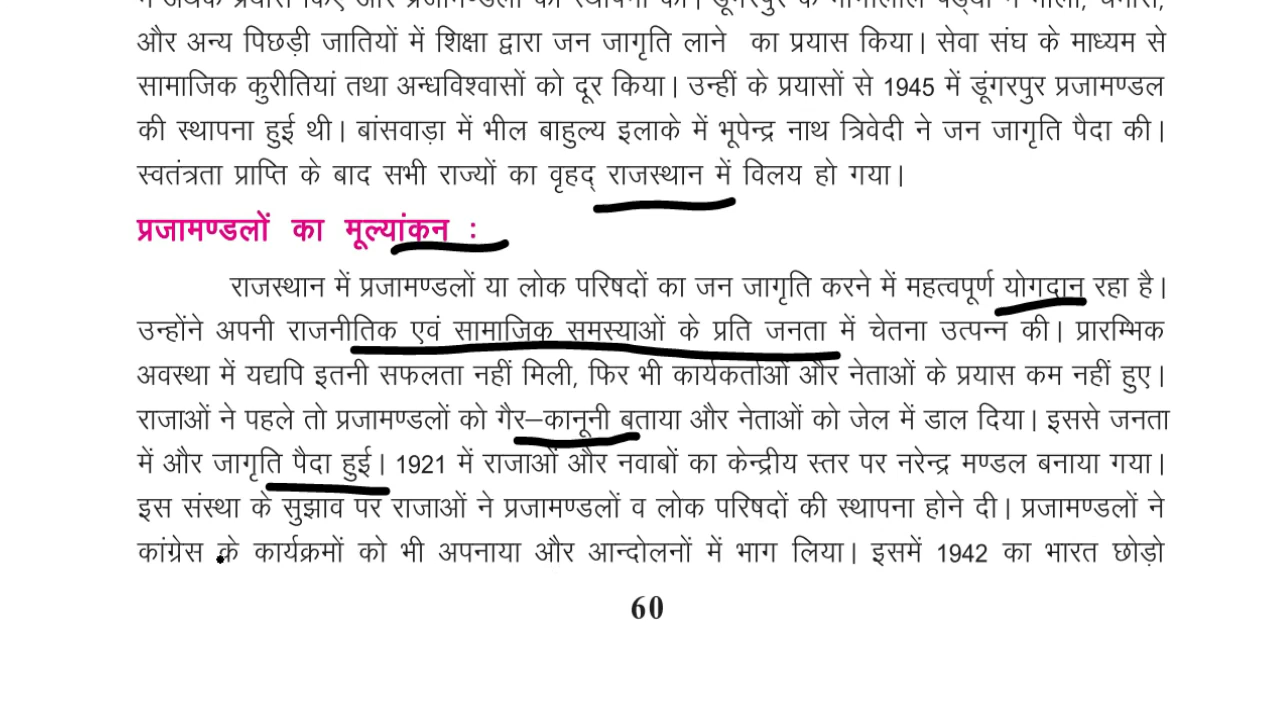 और अन्य पिछड़ी जातियों में शिक्षा द्वारा जन जागृति लाने का प्रयास किया। सेवा संघ के माध्यम से
सामाजिक कुरीतियां तथा अन्धविश्वासों को दूर किया। उन्हीं के प्रयासों से 1945 में डूंगरपुर प्रजामण्डल
की स्थापना हुई थी। बांसवाड़ा में भील बाहुल्य इलाके में भूपेन्द्र नाथ त्रिवेदी ने जन जागृति पैदा की।
स्वतंत्रता प्राप्ति के बाद सभी राज्यों का वृहद् राजस्थान में विलय हो गया।
प्रजामण्डलों का मूल्यांकन :
राजस्थान में प्रजामण्डलों या लोक परिषदों का जन जागृति करने में महत्वपूर्ण योगदान रहा है।
उन्होंने अपनी राजनीतिक एवं सामाजिक समस्याओं के प्रति जनता में चेतना उत्पन्न की। प्रारम्भिक
अवस्था में यद्यपि इतनी सफलता नहीं मिली, फिर भी कार्यकर्ताओं और नेताओं के प्रयास कम नहीं हुए।
राजाओं ने पहले तो प्रजामण्डलों को गैर–कानूनी बताया और नेताओं को जेल में डाल दिया। इससे जनता
में और जागृति पैदा हुई। 1921 में राजाओं और नवाबों का केन्द्रीय स्तर पर नरेन्द्र मण्डल बनाया गया।
इस संस्था के सुझाव पर राजाओं ने प्रजामण्डलों व लोक परिषदों की स्थापना होने दी। प्रजामण्डलों ने
कांग्रेस के कार्यक्रमों को भी अपनाया और आन्दोलनों में भाग लिया। इसमें 1942 का भारत छोड़ो
60